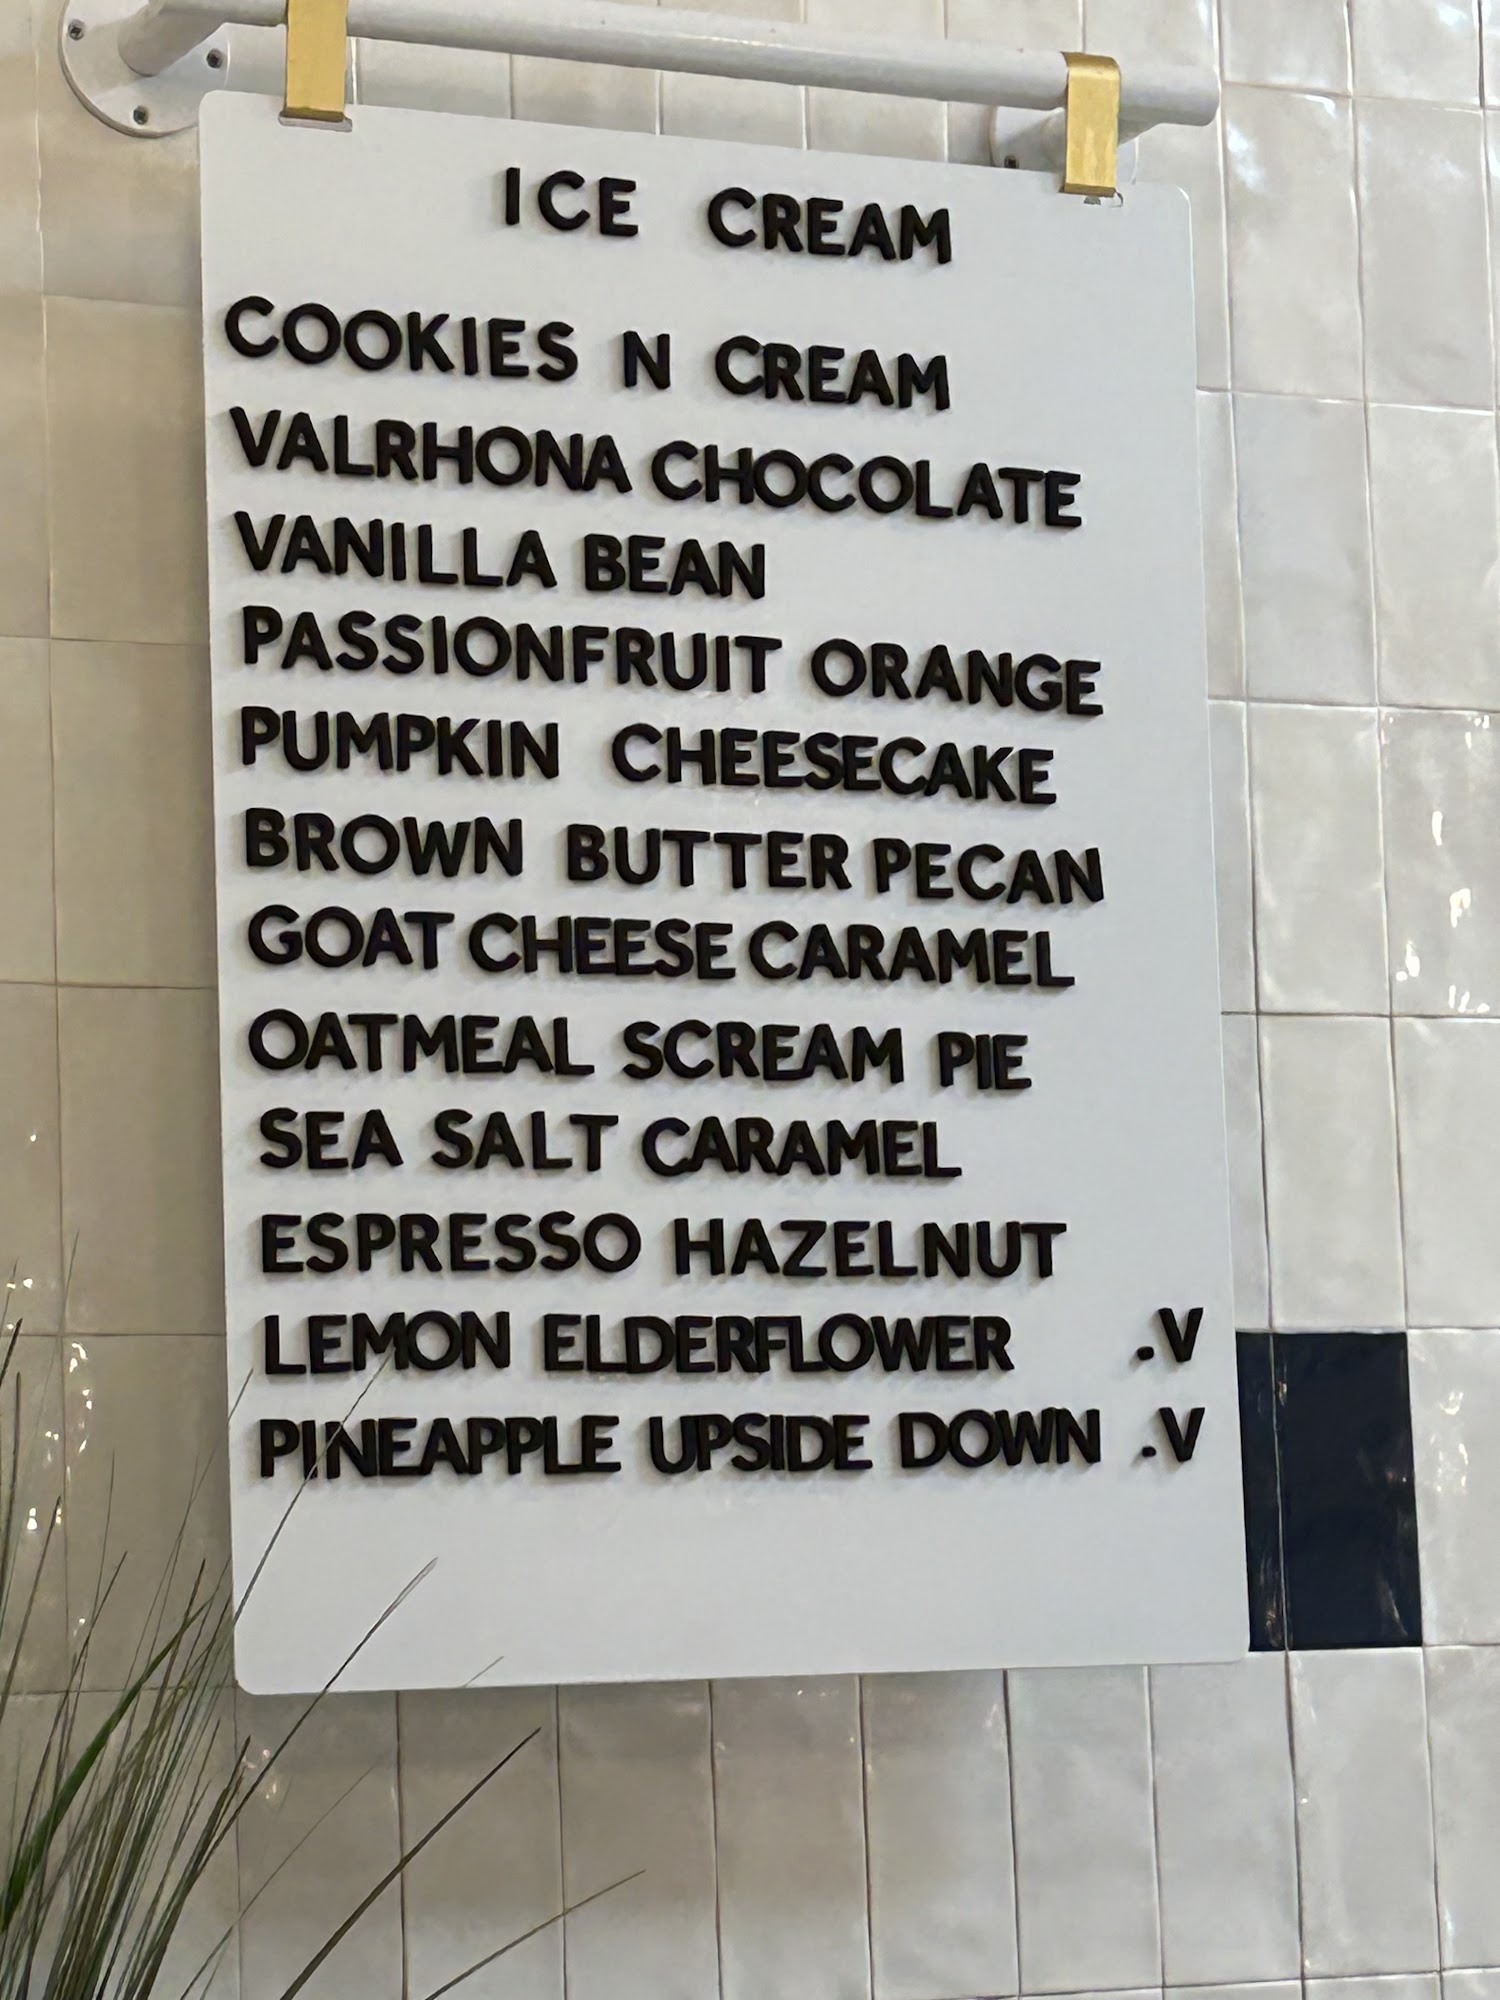 ICE CREAM
COOKIES N CREAM
VALRHONA CHOCOLATE
VANILLA BEAN
PASSIONFRUIT ORANGE
PUMPKIN CHEESECAKE
BROWN BUTTER PECAN
GOAT CHEESE CARAMEL
OATMEAL SCREAM PIE
SEA SALT CARAMEL
ESPRESSO HAZELNUT
LEMON ELDERFLOWER .V
PINEAPPLE UPSIDE DOWN .V